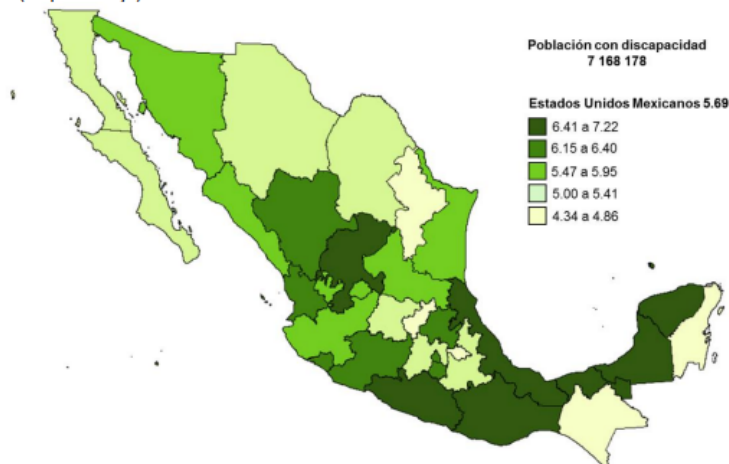 Población con discapacidad
7 168 178
Estados Unidos Mexicanos 5.69
6.41 a 7.22
6.15 a 6.40
5.47 a 5.95
5.00 a 5.41
4.34 a 4.86